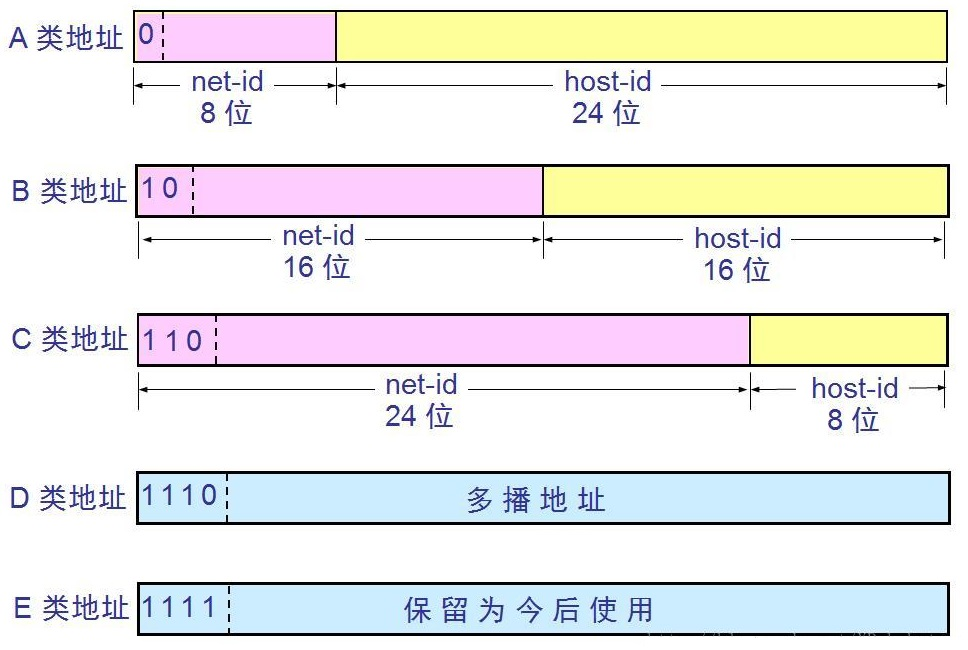 A 类地址 0
net-id host-id
8 位 24 位
B 类地址 1 0
net-id host-id
16 位 16 位
C 类地址 1 1 0
net-id host-id
24 位 8 位
D 类地址 1 1 1 0 多播地址
E 类地址 1 1 1 1 保留为今后使用